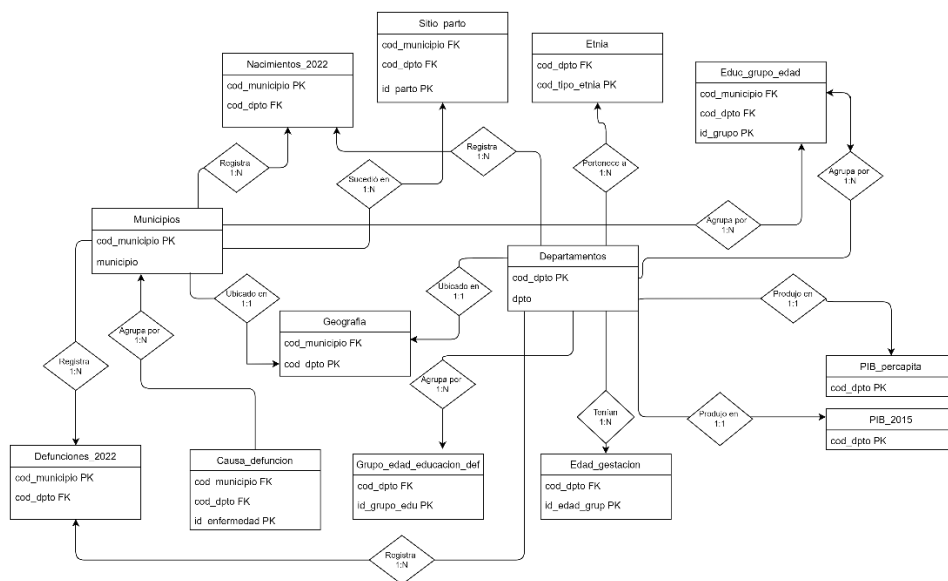 Sitio_parto
cod_municipio FK
cod_dpto FK
id_parto PK
Etnia
cod_dpto FK
cod_tipo_etnia PK
Nacimientos_2022
cod_municipio PK
cod_dpto FK
Educ_grupo_edad
cod_municipio FK
cod_dpto FK
id_grupo PK
Registra
1:N
Sucedió en
1:N
Registra
1:N
Pertenece a
1:N
Agrupa por
1:N
Agrupa por
1:N
Municipios
cod_municipio PK
municipio
Departamentos
cod_dpto PK
dpto
Ubicado en
1:1
Ubicado en
1:1
Produjo en
1:1
Agrupa por
1:N
Registra
1:N
Geografia
cod_municipio FK
cod_dpto PK
PIB_percapita
cod_dpto PK
Agrupa por
1:N
Tenían
1:N
Produjo en
1:1
PIB_2015
cod_dpto PK
Defunciones_2022
cod_municipio PK
cod_dpto FK
Causa_defuncion
cod_municipio FK
cod_dpto FK
id_enfermedad PK
Grupo_edad_educacion_def
cod_dpto FK
id_grupo_edu PK
Edad_gestacion
cod_dpto FK
id_edad_grup PK
Registra
1:N